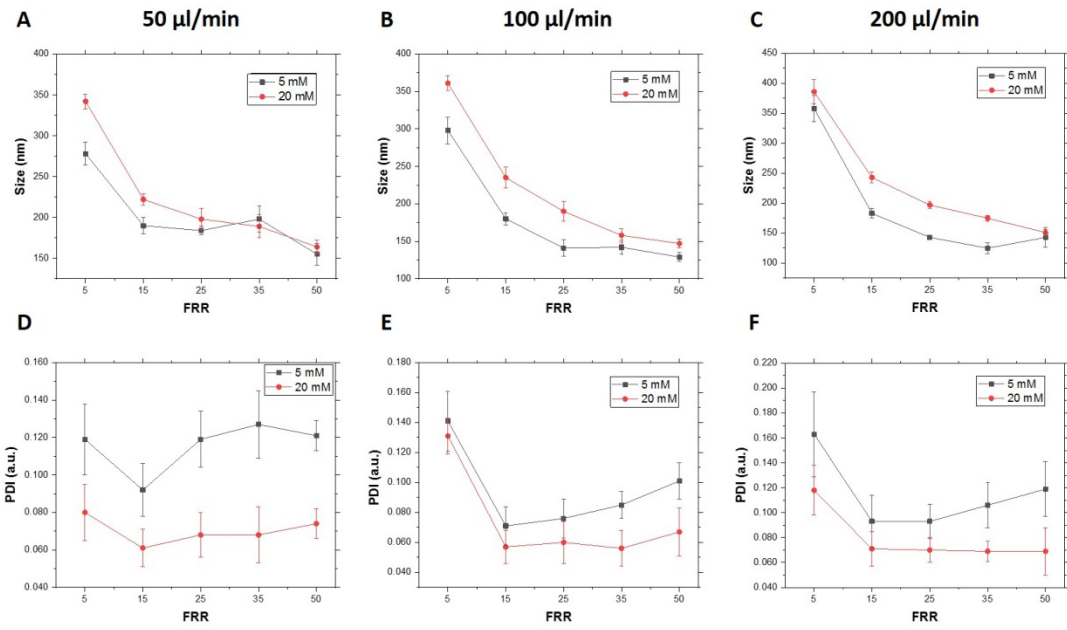 A 50 µl/min
B 100 µl/min
C 200 µl/min
400
350
300
250
200
150
Size (nm)
5 mM
20 mM
5 15 25 35 50
FRR
400
350
300
250
200
150
100
Size (nm)
5 mM
20 mM
5 15 25 35 50
FRR
450
400
350
300
250
200
150
100
Size (nm)
5 mM
20 mM
5 15 25 35 50
FRR
D
0.160
0.140
0.120
0.100
0.080
0.060
0.040
PDI (a.u.)
5 mM
20 mM
5 15 25 35 50
FRR
E
0.180
0.160
0.140
0.120
0.100
0.080
0.060
0.040
PDI (a.u.)
5 mM
20 mM
5 15 25 35 50
FRR
F
0.220
0.200
0.180
0.160
0.140
0.120
0.100
0.080
0.060
0.040
PDI (a.u.)
5 mM
20 mM
5 15 25 35 50
FRR